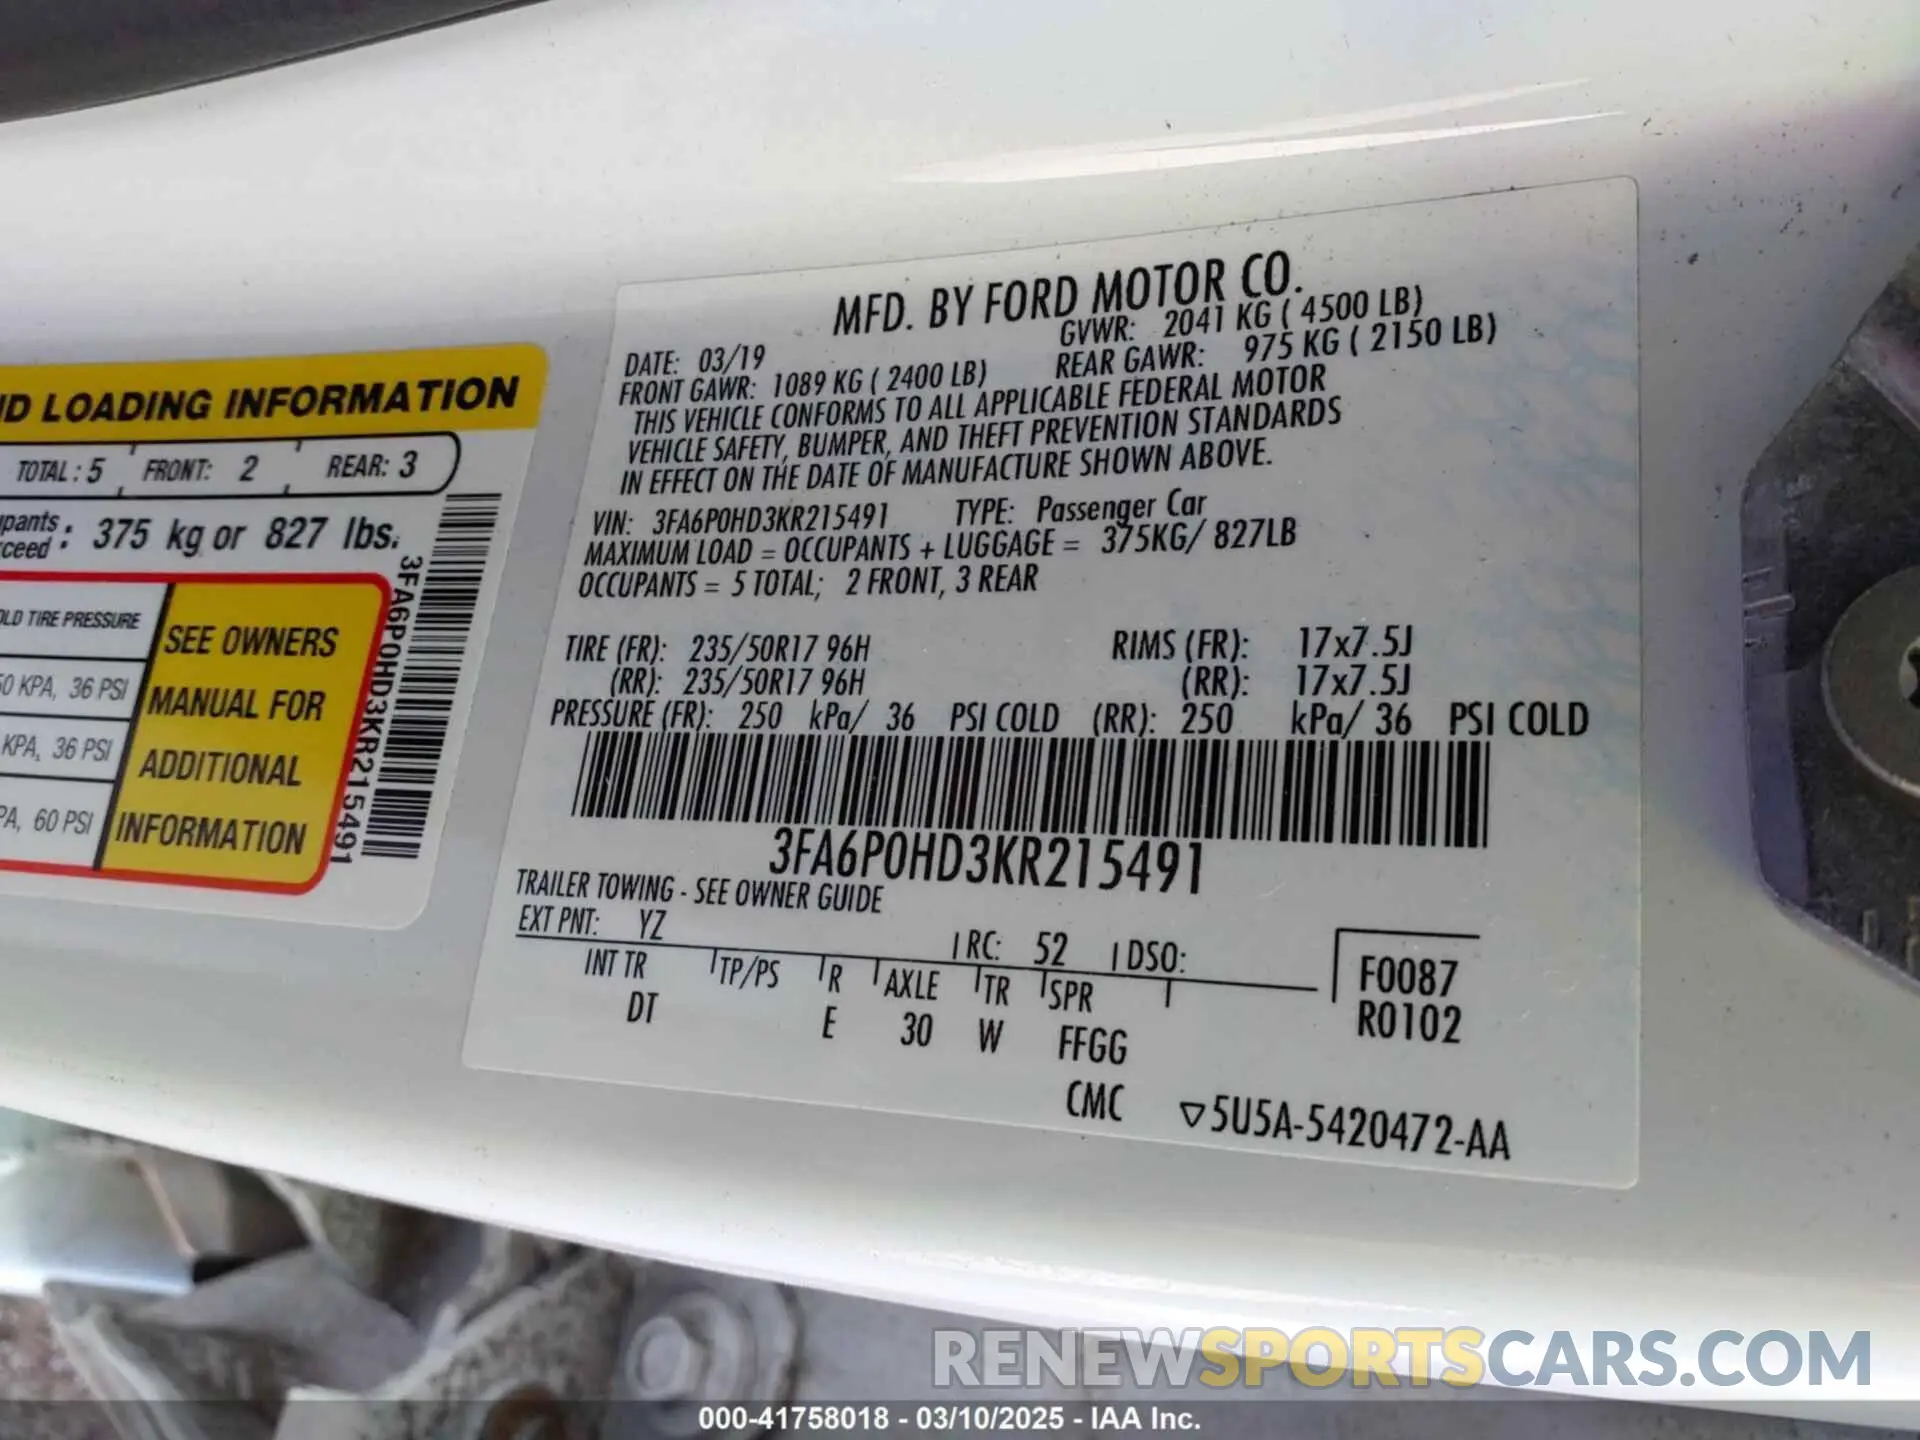 MFD. BY FORD MOTOR CO.
DATE: 03/19 GVWR: 2041 KG ( 4500 LB)
FRONT GAWR: 1089 KG ( 2400 LB) REAR GAWR: 975 KG ( 2150 LB)
THIS VEHICLE CONFORMS TO ALL APPLICABLE FEDERAL MOTOR
VEHICLE SAFETY, BUMPER, AND THEFT PREVENTION STANDARDS
IN EFFECT ON THE DATE OF MANUFACTURE SHOWN ABOVE.
VIN: 3FA6P0HD3KR215491 TYPE: Passenger Car
MAXIMUM LOAD = OCCUPANTS + LUGGAGE = 375KG/ 827LB
OCCUPANTS = 5 TOTAL; 2 FRONT, 3 REAR
TIRE (FR): 235/50R17 96H RIMS (FR): 17x7.5J
(RR): 235/50R17 96H (RR): 17x7.5J
PRESSURE (FR): 250 kPa/ 36 PSI COLD (RR): 250 kPa/ 36 PSI COLD
3FA6P0HD3KR215491
TRAILER TOWING - SEE OWNER GUIDE
EXT PNT: YZ RC: 52 DSO:
INT TR TP/PS R AXLE TR SPR F0087
DT E 30 W FFGG R0102
CMC ▽5U5A-5420472-AA
ND LOADING INFORMATION
TOTAL: 5 FRONT: 2 REAR: 3
upants
ceed : 375 kg or 827 lbs.
OLD TIRE PRESSURE
50 KPA, 36 PSI
KPA, 36 PSI
PA, 60 PSI
SEE OWNERS
MANUAL FOR
ADDITIONAL
INFORMATION
3FA6P0HD3KR215491
RENEWSPORTSCARS.COM
000-41758018 - 03/10/2025 - IAA Inc.